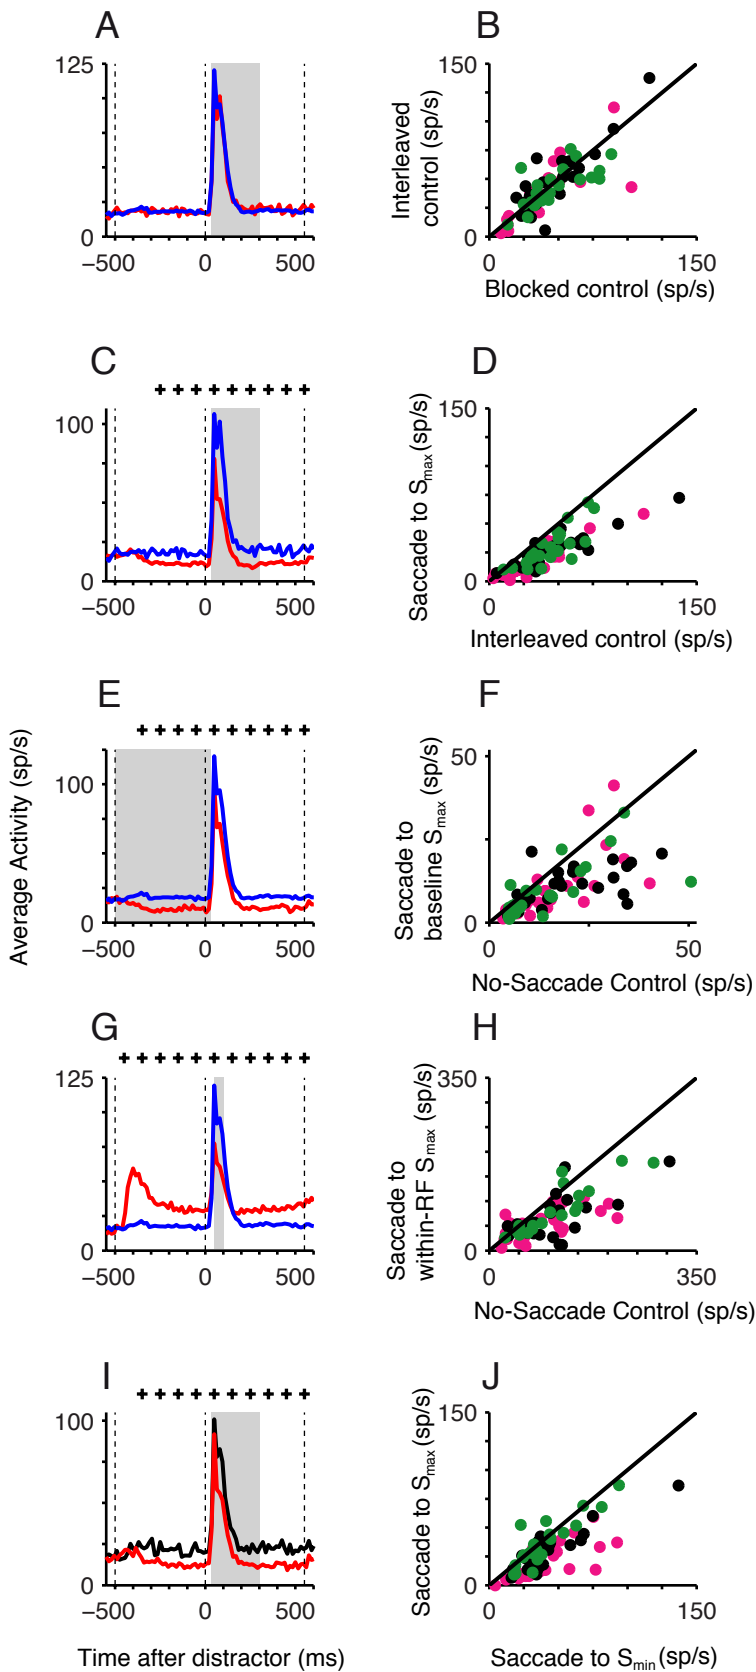 A
B
125
0
−500
0
500
150
0
0
150
Interleaved
control (sp/s)
Blocked control (sp/s)
C
D
100
0
−500
0
500
150
0
0
150
Saccade to Smax (sp/s)
Interleaved control (sp/s)
E
F
100
0
−500
0
500
50
0
0
50
Saccade to
baseline Smax (sp/s)
No-Saccade Control (sp/s)
Average Activity (sp/s)
G
H
125
0
−500
0
500
350
0
0
350
Saccade to
within-RF Smax (sp/s)
No-Saccade Control (sp/s)
I
J
100
0
−500
0
500
150
0
0
150
Saccade to Smax (sp/s)
Time after distractor (ms)
Saccade to Smin (sp/s)